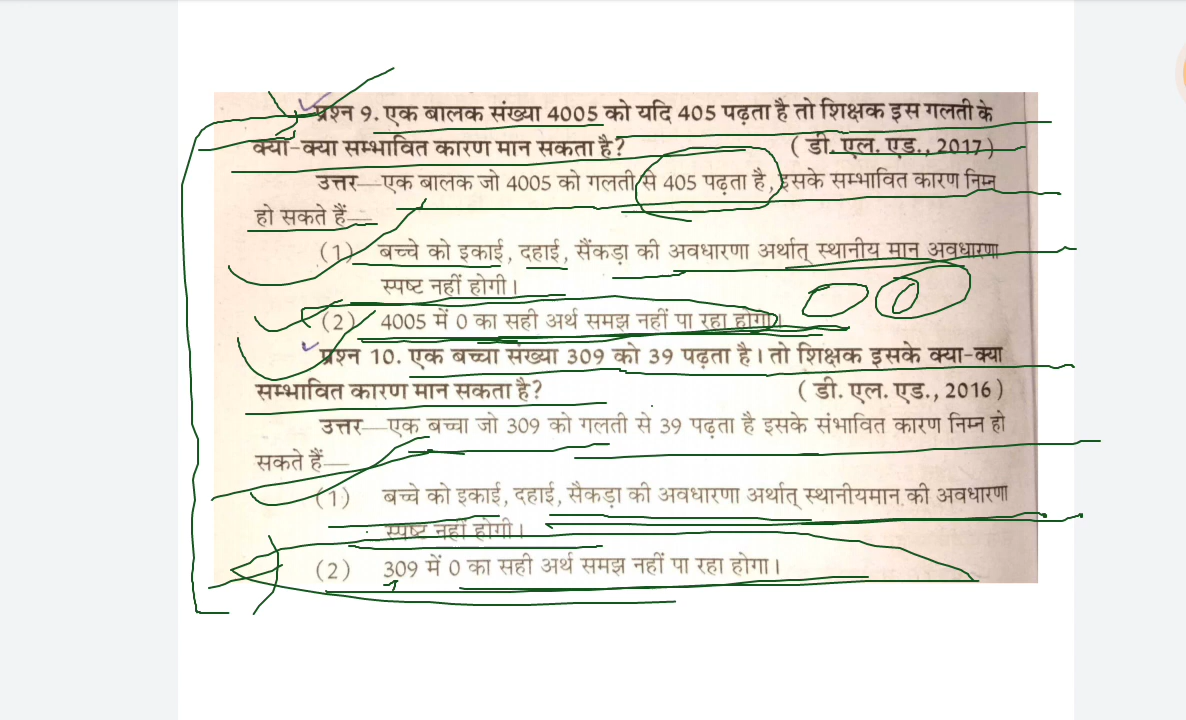 प्रश्न 9. एक बालक संख्या 4005 को यदि 405 पढ़ता है तो शिक्षक इस गलती के
क्या-क्या सम्भावित कारण मान सकता है? ( डी. एल. एड., 2017)
उत्तर—एक बालक जो 4005 को गलती से 405 पढ़ता है, इसके सम्भावित कारण निम्न
हो सकते हैं—
(1) बच्चे को इकाई, दहाई, सैंकड़ा की अवधारणा अर्थात् स्थानीय मान अवधारणा
स्पष्ट नहीं होगी।
(2) 4005 में 0 का सही अर्थ समझ नहीं पा रहा होगा।
प्रश्न 10. एक बच्चा संख्या 309 को 39 पढ़ता है। तो शिक्षक इसके क्या-क्या
सम्भावित कारण मान सकता है? ( डी. एल. एड., 2016)
उत्तर—एक बच्चा जो 309 को गलती से 39 पढ़ता है इसके संभावित कारण निम्न हो
सकते हैं—
(1) बच्चे को इकाई, दहाई, सैकड़ा की अवधारणा अर्थात् स्थानीयमान की अवधारणा
स्पष्ट नहीं होगी।
(2) 309 में 0 का सही अर्थ समझ नहीं पा रहा होगा।